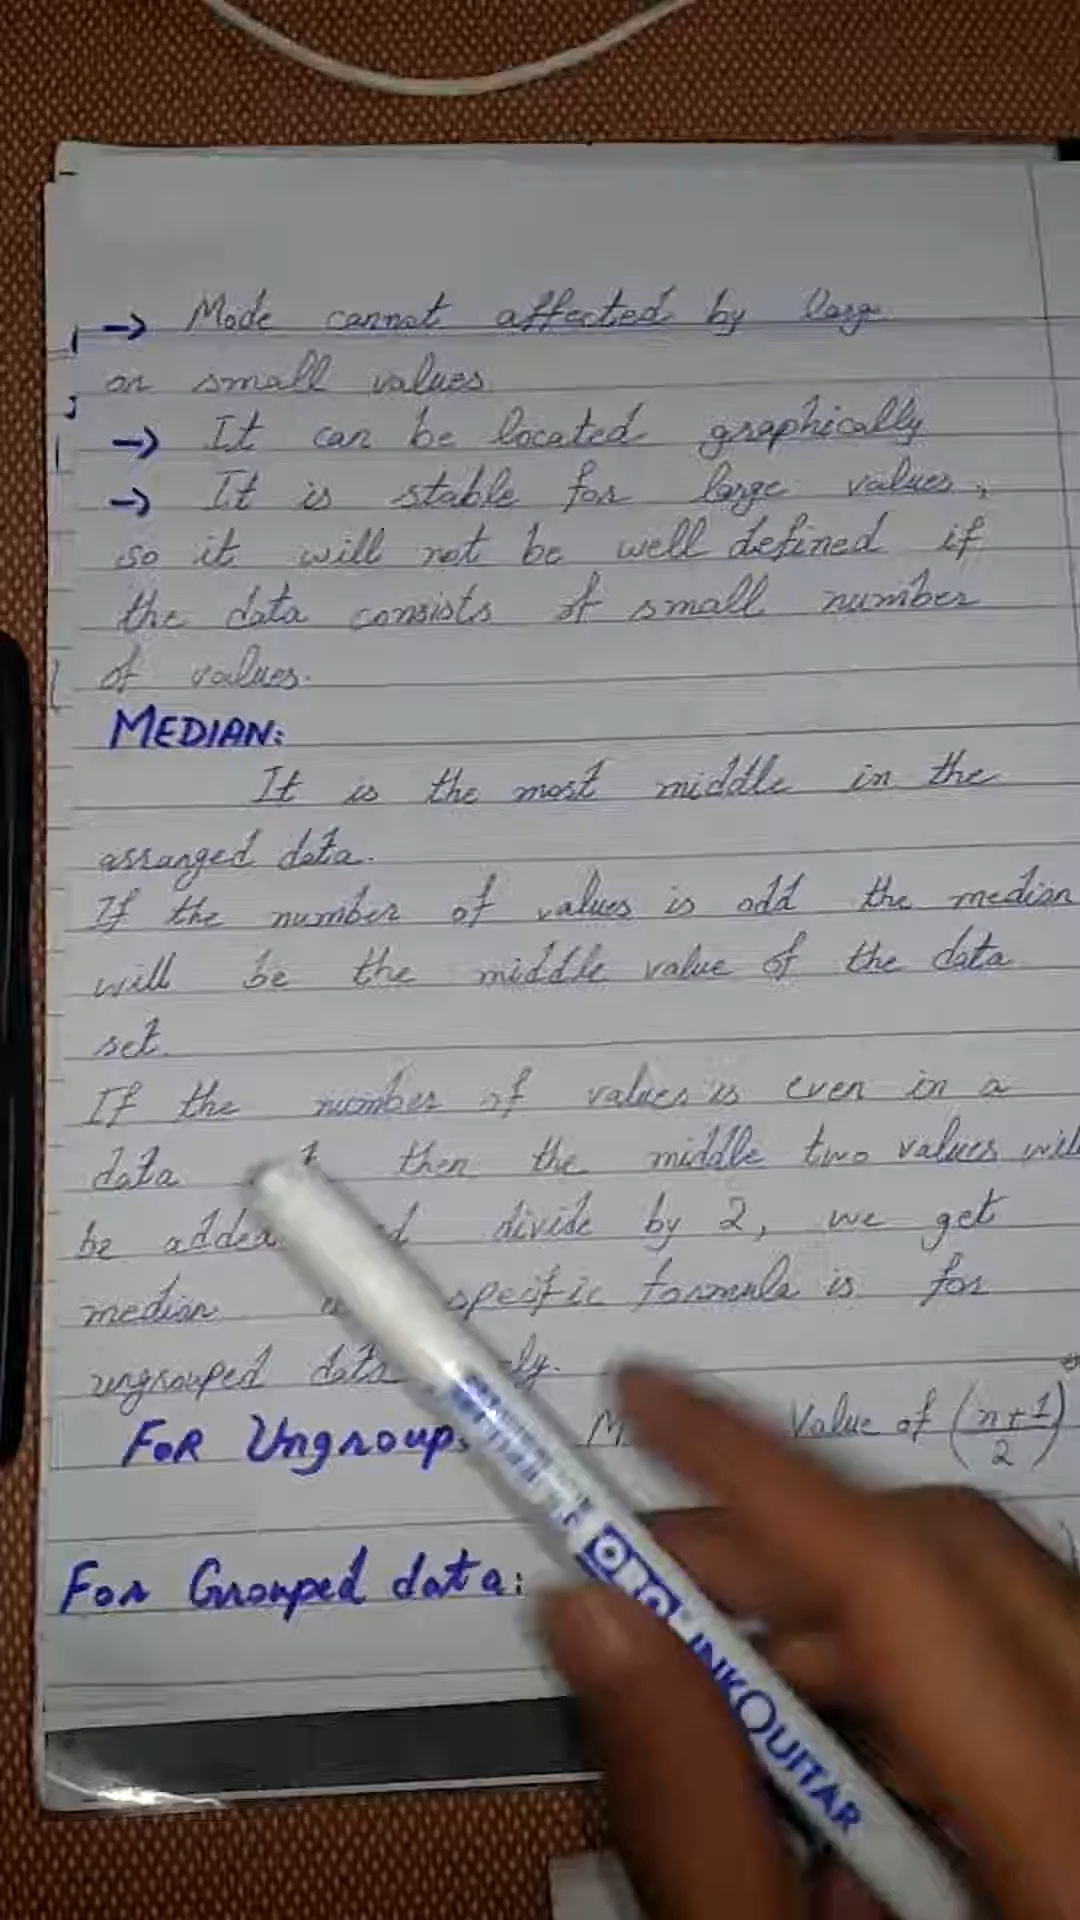 → Mode cannot affected by larg
or small values
→ It can be located graphically
→ It is stable for large values,
so it will not be well defined if
the data consists of small number
of values.
MEDIAN:
It is the most middle in the
arranged data.
If the number of values is odd the median
will be the middle value of the data
set.
If the number of values is even in a
data then the middle two values will
be added divide by 2, we get
median specific formula is for
ungrouped data
For Ungroup Value of (n+1/2)
For Grouped data:
ORO INKQUITAR